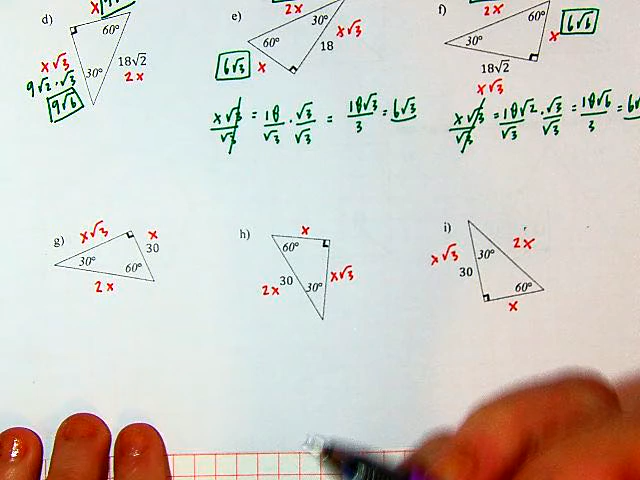 d)
60°
x√3
9√2·√3
9√6
30°
18√2
2x
e)
2x
30°
60°
x√3
18
6√3
x
x√3/√3 = 18/√3 · √3/√3 = 18√3/3 = 6√3
f)
2x
60°
x
6√6
30°
18√2
x√3
x√3/√3 = 18√2/√3 · √3/√3 = 18√6/3 =
g)
x√3
x
30
30°
60°
2x
h)
x
60°
2x
30
30°
x√3
i)
x√3
30
30°
2x
60°
x